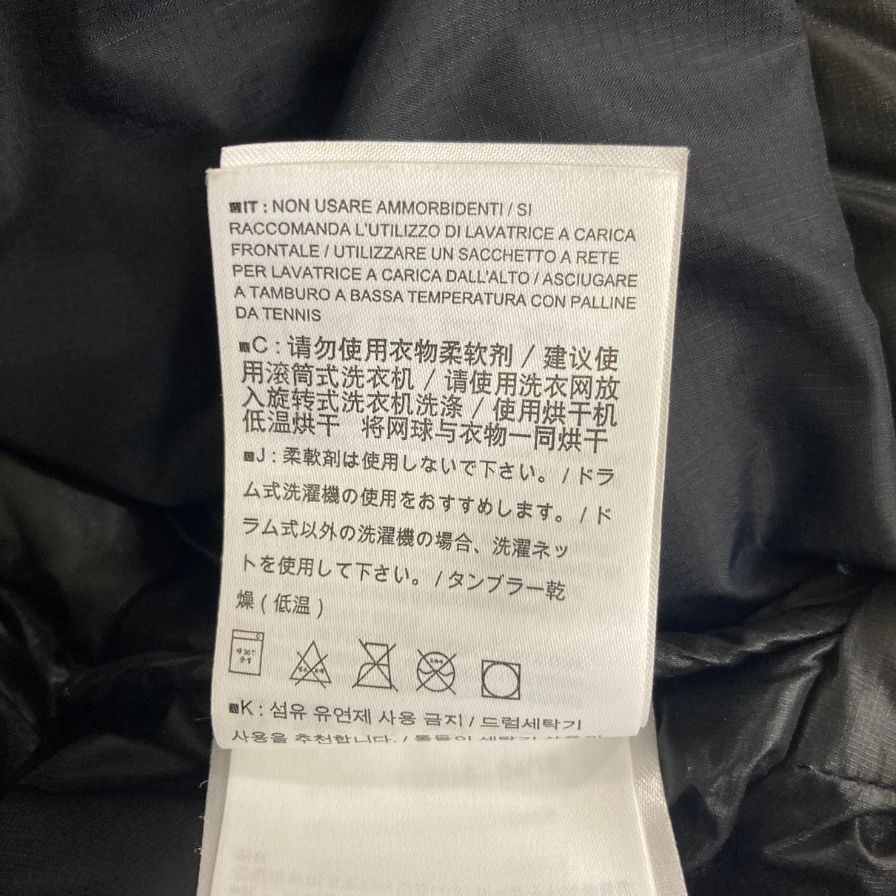 IT : NON USARE AMMORBIDENTI / SI
RACCOMANDA L'UTILIZZO DI LAVATRICE A CARICA
FRONTALE / UTILIZZARE UN SACCHETTO A RETE
PER LAVATRICE A CARICA DALL'ALTO / ASCIUGARE
A TAMBURO A BASSA TEMPERATURA CON PALLINE
DA TENNIS
C : 请勿使用衣物柔软剂 / 建议使
用滚筒式洗衣机 / 请使用洗衣网放
入旋转式洗衣机洗涤 / 使用烘干机
低温烘干 将网球与衣物一同烘干
J : 柔軟剤は使用しないで下さい。/ ドラ
ム式洗濯機の使用をおすすめします。/ ド
ラム式以外の洗濯機の場合、洗濯ネッ
トを使用して下さい。/ タンブラー乾
燥 ( 低温 )
K : 섬유 유연제 사용 금지 / 드럼세탁기
사용을 추천합니다. /